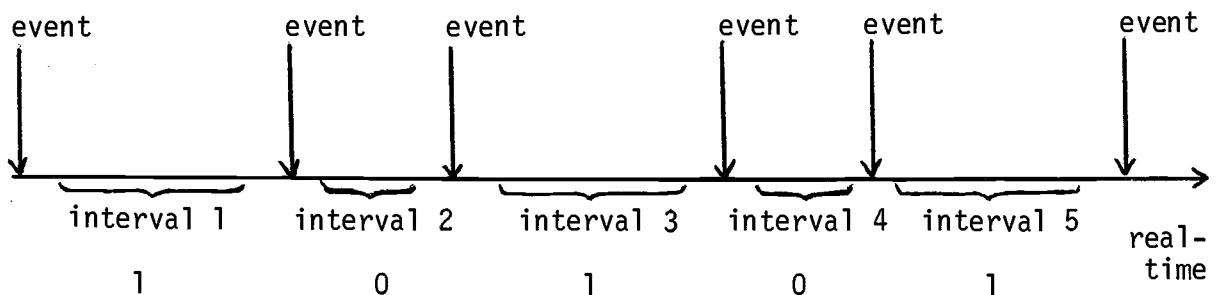 event event event event event event
interval 1 interval 2 interval 3 interval 4 interval 5
real-
time
1 0 1 0 1